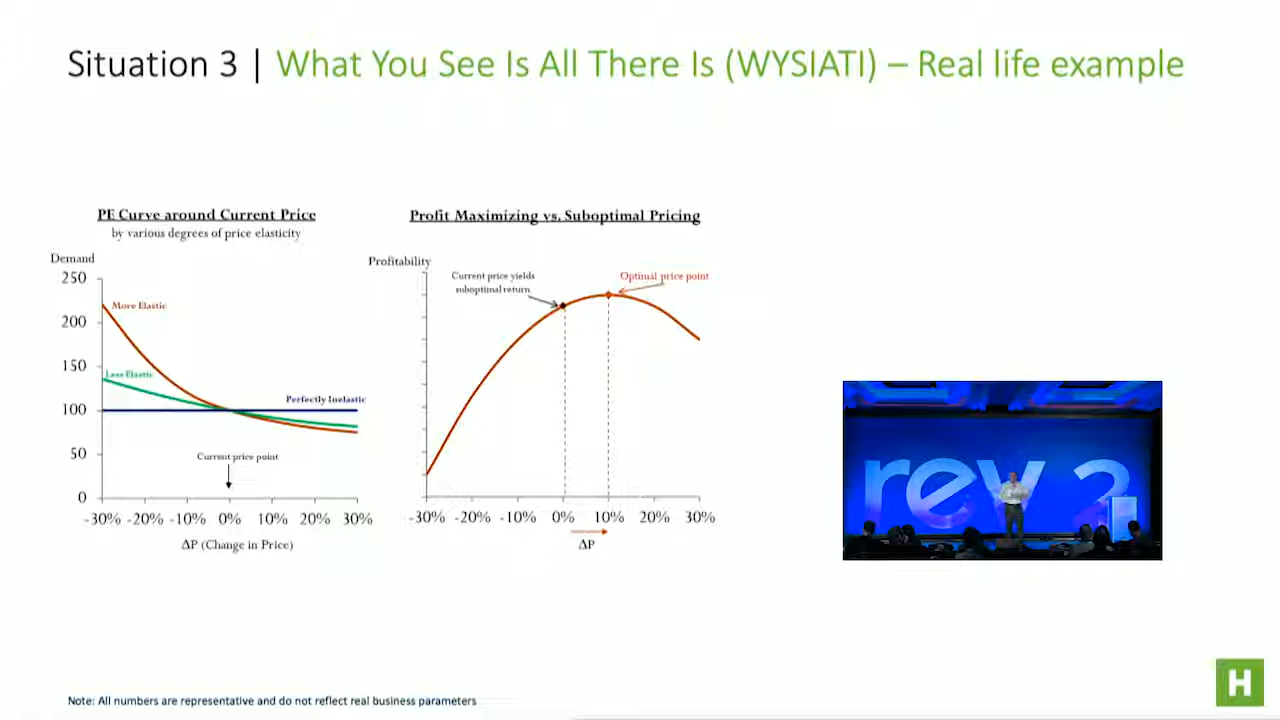 Situation 3 | What You See Is All There Is (WYSIATI) – Real life example
PE Curve around Current Price
by various degrees of price elasticity
Demand
250
200
150
100
50
0
More Elastic
Less Elastic
Perfectly Inelastic
Current price point
-30% -20% -10% 0% 10% 20% 30%
ΔP (Change in Price)
Profit Maximizing vs. Suboptimal Pricing
Profitability
Current price yields
suboptimal return
Optimal price point
-30% -20% -10% 0% 10% 20% 30%
ΔP
rev 2
H
Note: All numbers are representative and do not reflect real business parameters